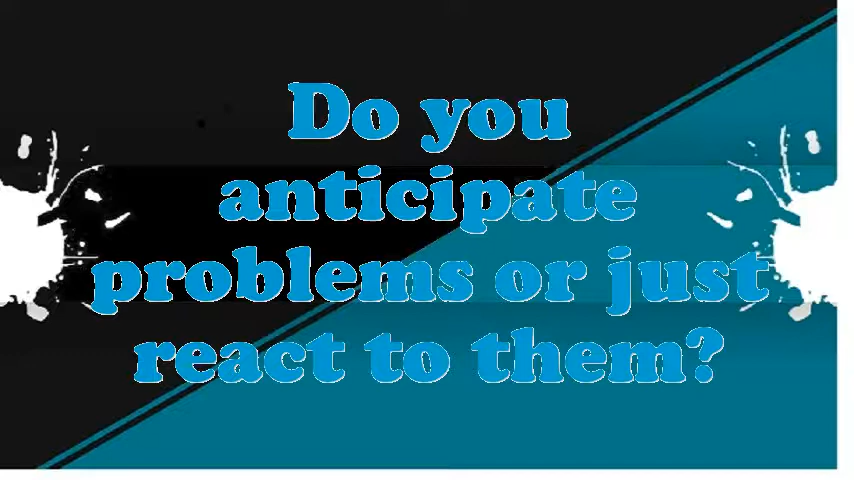 Do you
anticipate
problems or just
react to them?